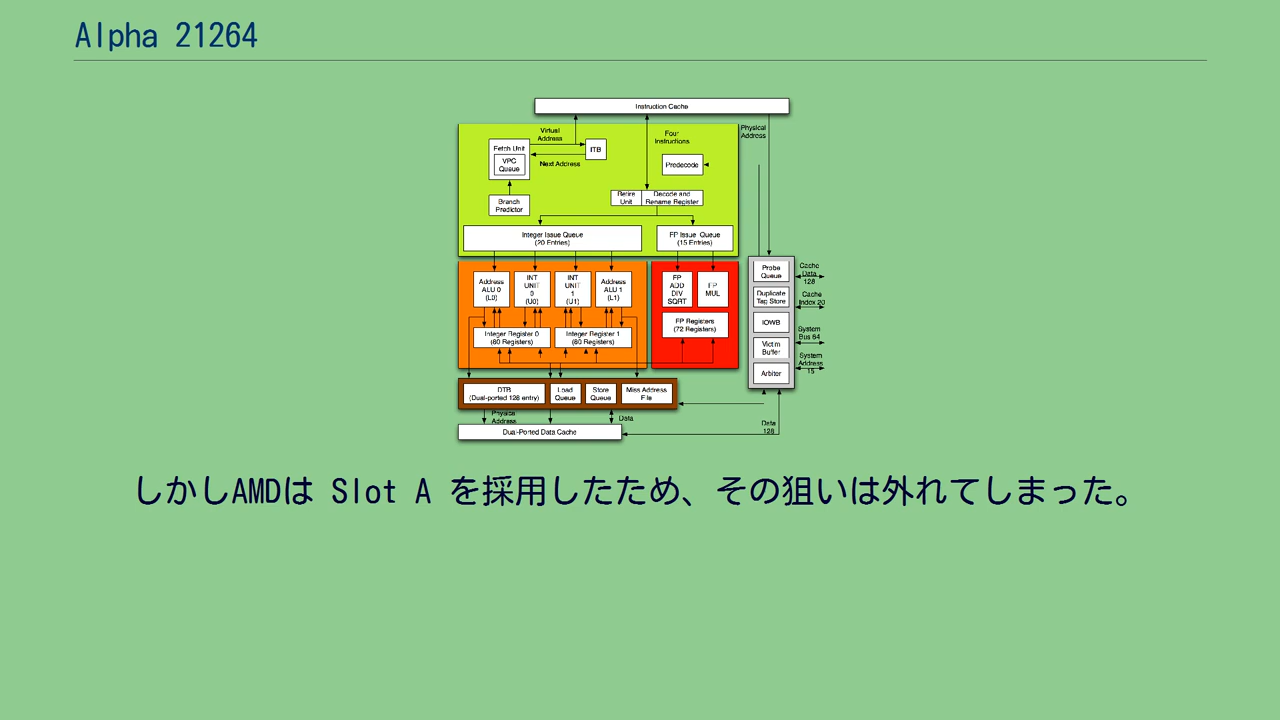 Alpha 21264
Instruction Cache
Virtual
Address
Four
Instructions
Physical
Address
Fetch Unit
VPC
Queue
ITB
Next Address
Predecode
Branch
Predictor
Retire
Unit
Decode and
Rename Register
Integer Issue Queue
(20 Entries)
FP Issue Queue
(15 Entries)
Address
ALU 0
(L0)
INT
UNIT
0
(U0)
INT
UNIT
1
(U1)
Address
ALU 1
(L1)
FP
ADD
DIV
SQRT
FP
MUL
Integer Register 0
(80 Registers)
Integer Register 1
(80 Registers)
FP Registers
(72 Registers)
Probe
Queue
Duplicate
Tag Store
IOWB
Victim
Buffer
Arbiter
Cache
Data
128
Cache
Index 20
System
Bus 64
System
Address
15
DTB
(Dual-ported 128 entry)
Load
Queue
Store
Queue
Miss Address
File
Physical
Address
Data
Data
128
Dual-Ported Data Cache
しかしAMDは Slot A を採用したため、その狙いは外れてしまった。